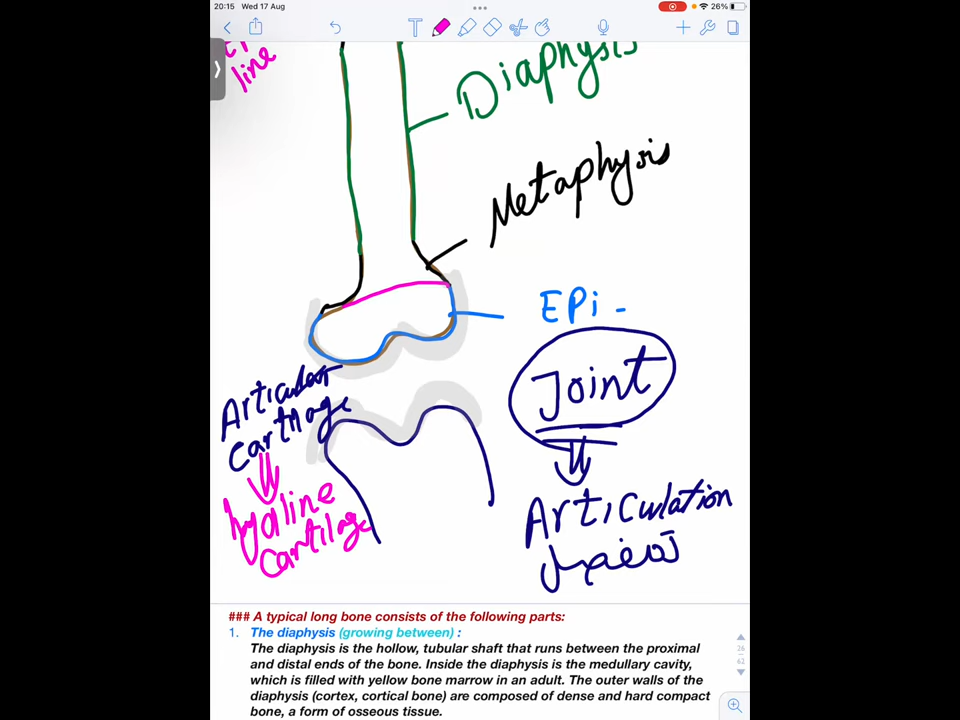 20:15 Wed 17 Aug
26%
line
Diaphysis
Metaphysis
EPi -
Joint
Articular
cartilage
hyaline
cartilage
Articulation
تمفصل
### A typical long bone consists of the following parts:
1. The diaphysis (growing between) :
The diaphysis is the hollow, tubular shaft that runs between the proximal
and distal ends of the bone. Inside the diaphysis is the medullary cavity,
which is filled with yellow bone marrow in an adult. The outer walls of the
diaphysis (cortex, cortical bone) are composed of dense and hard compact
bone, a form of osseous tissue.
26
62